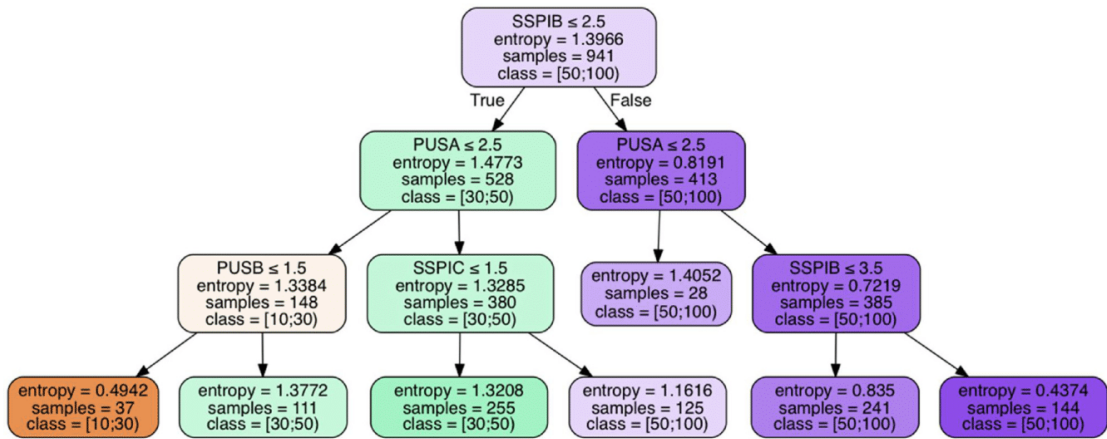 SSPIB ≤ 2.5
entropy = 1.3966
samples = 941
class = [50;100)
True
False
PUSA ≤ 2.5
entropy = 1.4773
samples = 528
class = [30;50)
PUSA ≤ 2.5
entropy = 0.8191
samples = 413
class = [50;100)
PUSB ≤ 1.5
entropy = 1.3384
samples = 148
class = [10;30)
SSPIC ≤ 1.5
entropy = 1.3285
samples = 380
class = [30;50)
entropy = 1.4052
samples = 28
class = [50;100)
SSPIB ≤ 3.5
entropy = 0.7219
samples = 385
class = [50;100)
entropy = 0.4942
samples = 37
class = [10;30)
entropy = 1.3772
samples = 111
class = [30;50)
entropy = 1.3208
samples = 255
class = [30;50)
entropy = 1.1616
samples = 125
class = [50;100)
entropy = 0.835
samples = 241
class = [50;100)
entropy = 0.4374
samples = 144
class = [50;100)